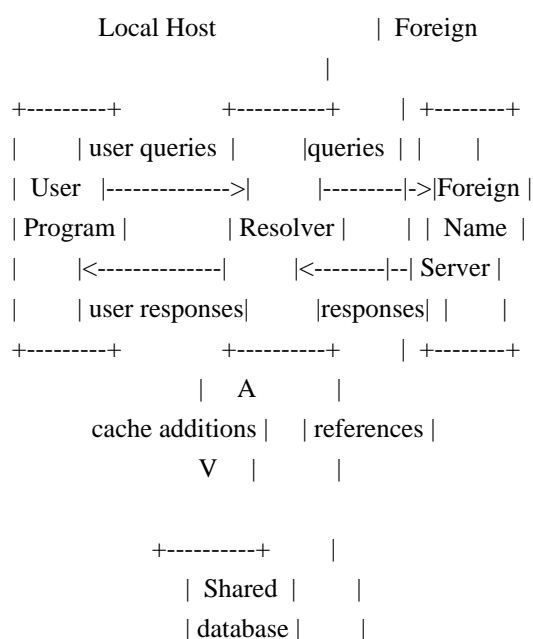 Local Host | Foreign
|
+---------+ +----------+ | +--------+
| | user queries | |queries | | |
| User |-------------->| |---------|->|Foreign |
| Program | | Resolver | | | Name |
| |<--------------| |<--------|--| Server |
| | user responses| |responses| | |
+---------+ +----------+ | +--------+
| A |
cache additions | | references |
V | |
+----------+ |
| Shared | |
| database | |